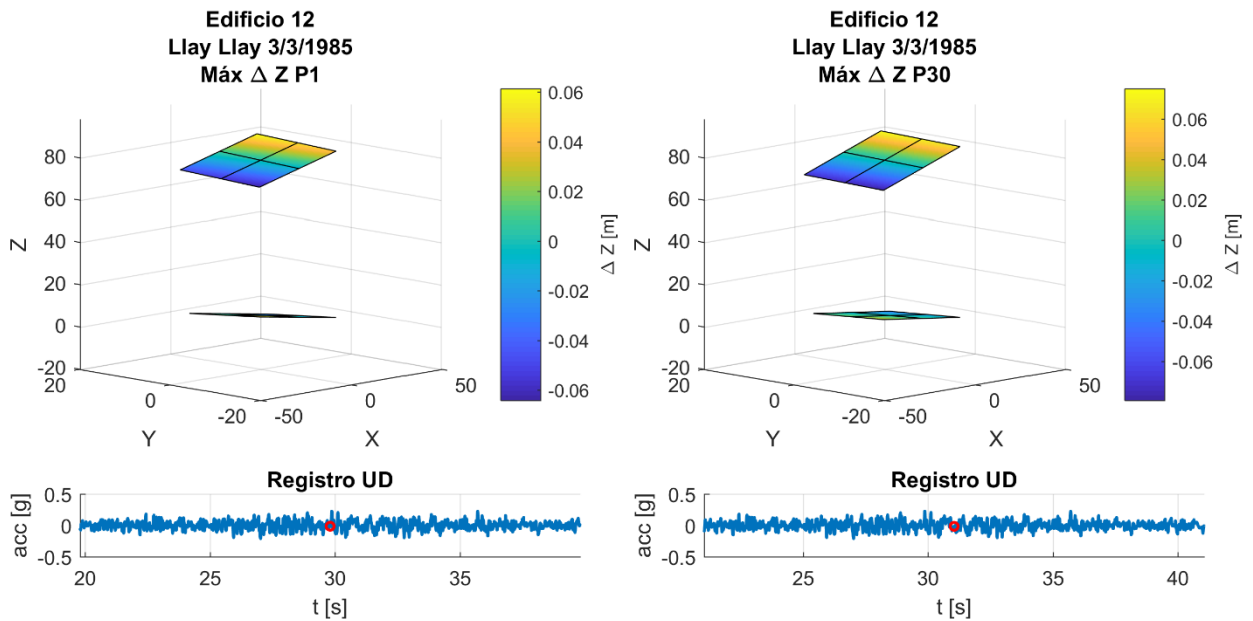 Edificio 12
Llay Llay 3/3/1985
Máx Δ Z P1
80
60
40
20
0
-20
Z
20
0
-20
Y
-50
0
50
X
0.06
0.04
0.02
0
-0.02
-0.04
-0.06
Δ Z [m]
Registro UD
0.5
0
-0.5
acc [g]
20
25
30
35
t [s]
Edificio 12
Llay Llay 3/3/1985
Máx Δ Z P30
80
60
40
20
0
-20
Z
20
0
-20
Y
-50
0
50
X
0.06
0.04
0.02
0
-0.02
-0.04
-0.06
Δ Z [m]
Registro UD
0.5
0
-0.5
acc [g]
25
30
35
40
t [s]